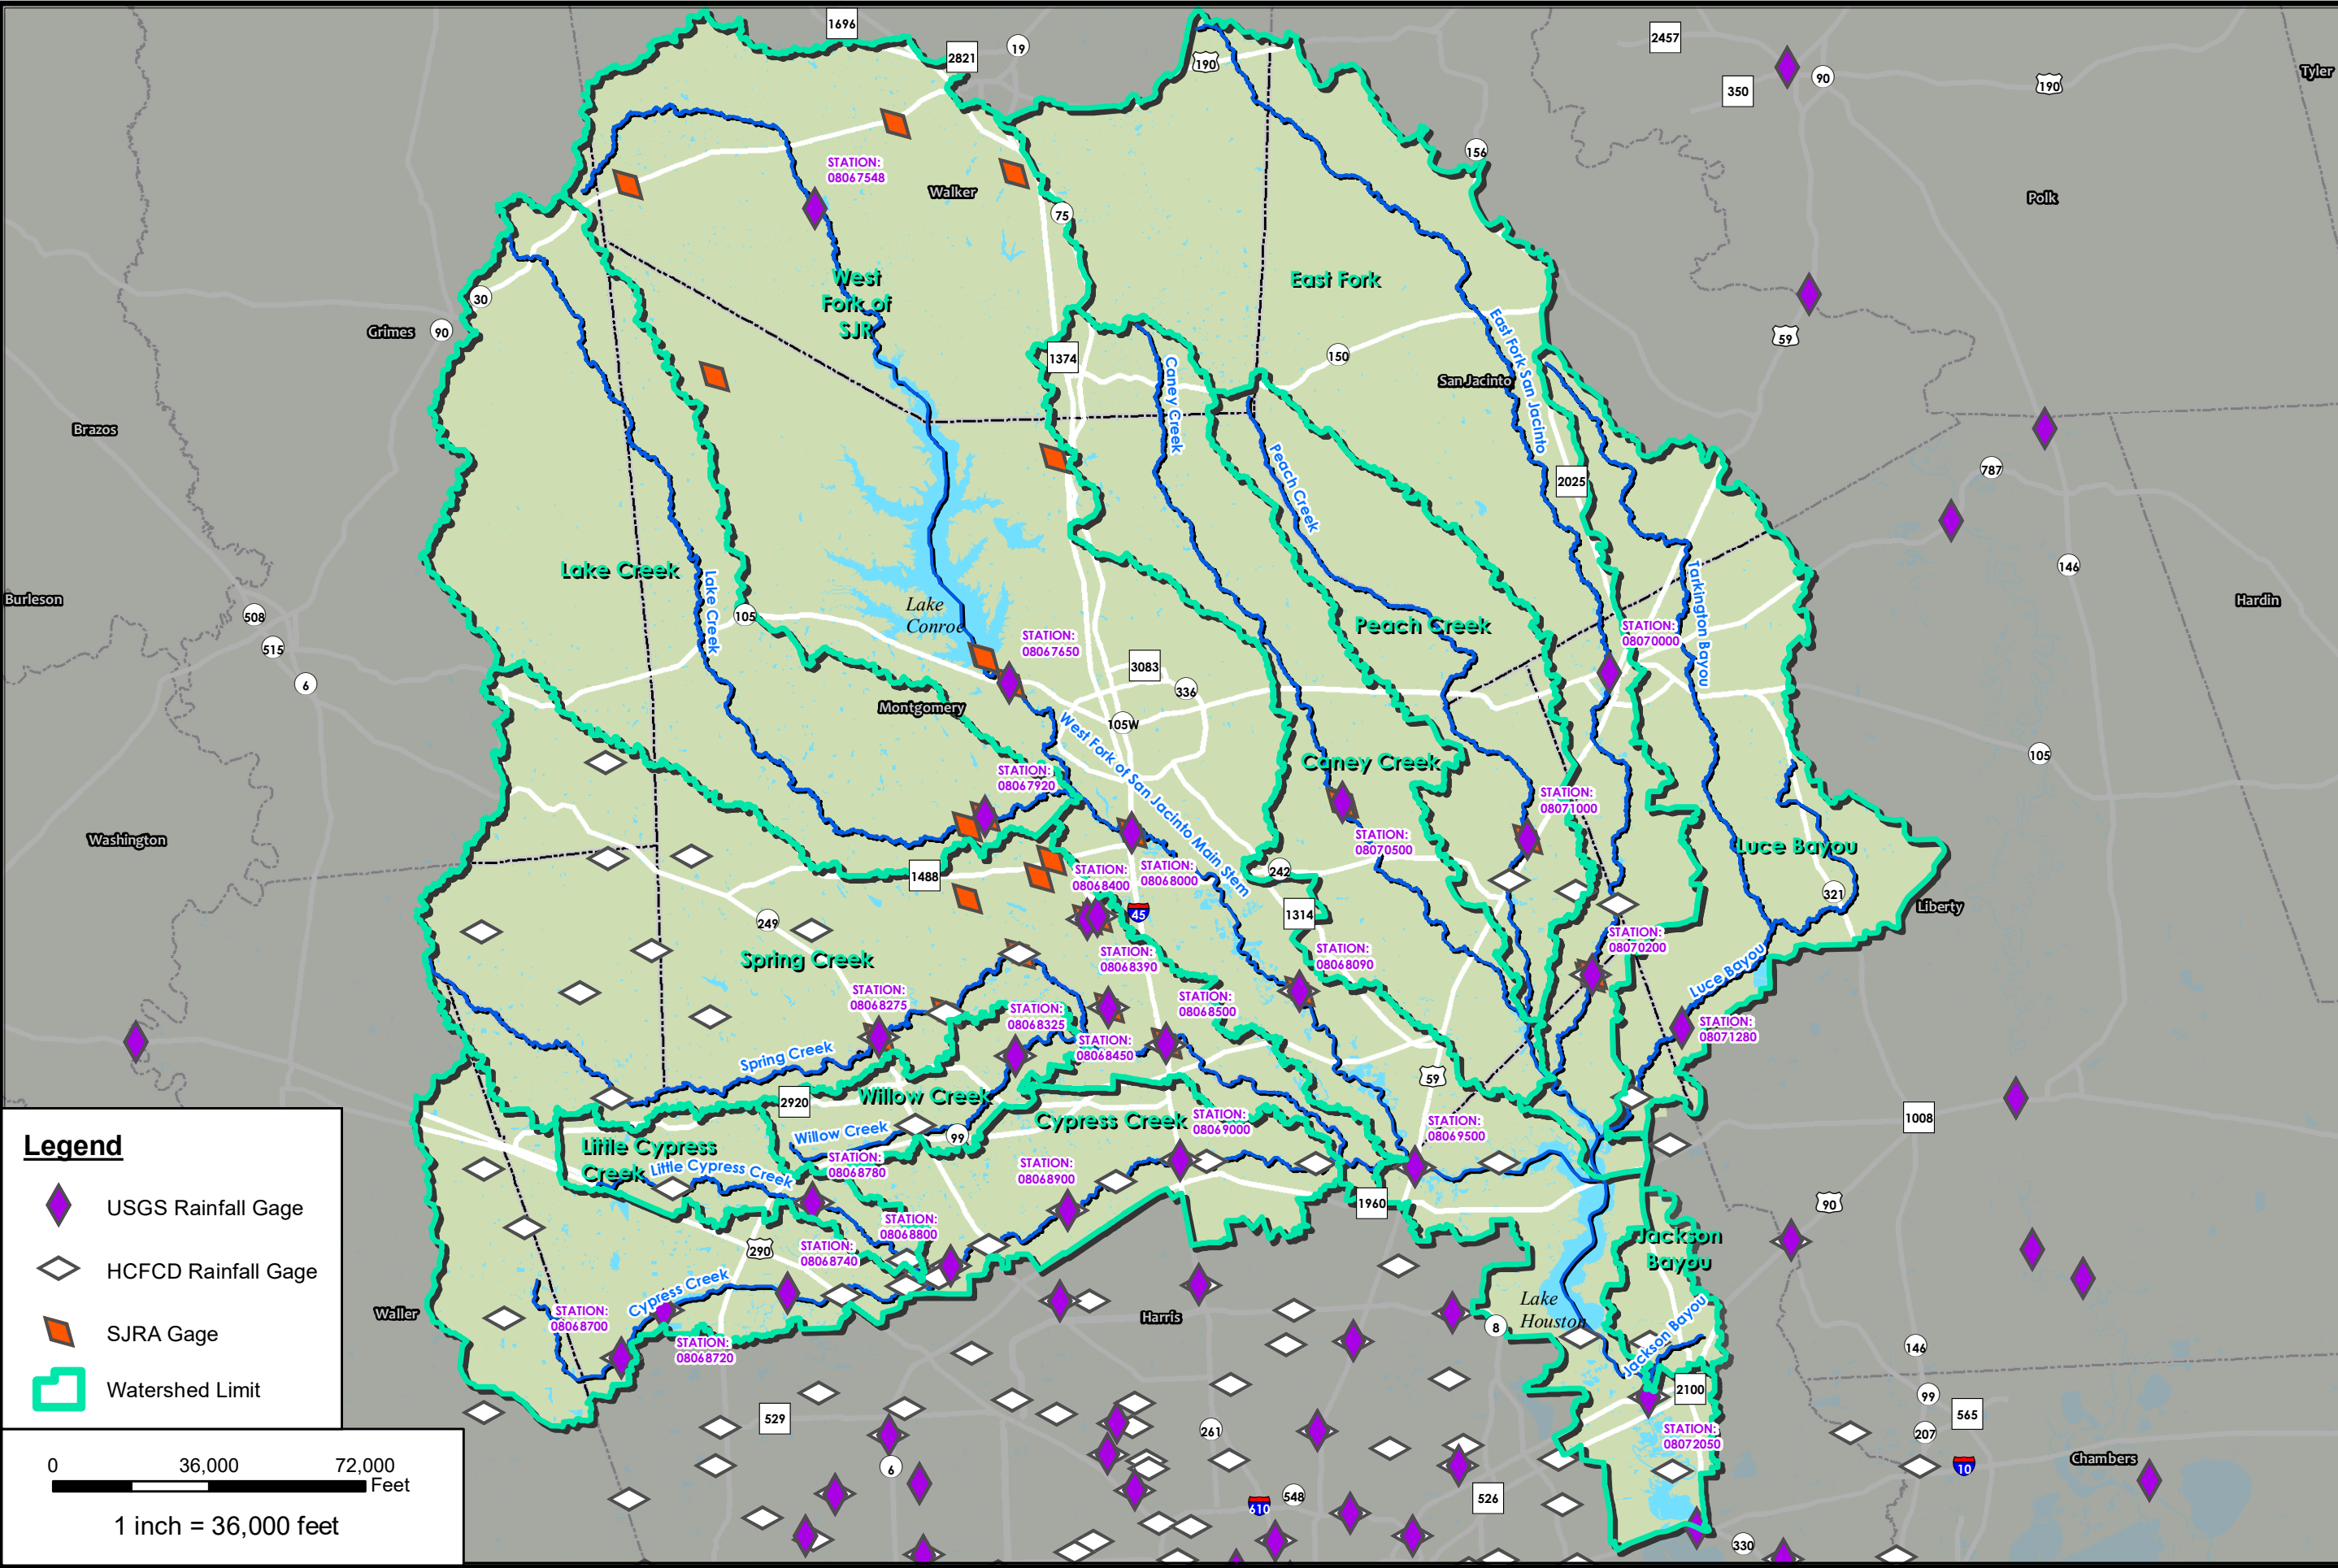 1696
2821
19
190
2457
350
90
190
Tyler
156
STATION:
08067548
Walker
75
Polk
West
Fork of
SJR
East Fork
30
Grimes
90
59
1374
150
East Fork San Jacinto
San Jacinto
Caney Creek
Brazos
Peach Creek
2025
787
Lake Creek
Lake Creek
146
Burleson
Hardin
508
515
6
105
Lake
Conroe
STATION:
08067650
3083
336
Peach Creek
STATION:
08070000
Tarkington Bayou
Montgomery
105W
West Fork of San Jacinto Main Stem
105
Caney Creek
STATION:
08067920
STATION:
08071000
Washington
STATION:
08070500
Luce Bayou
1488
STATION:
08068400
STATION:
08068000
242
321
249
45
1314
Liberty
Spring Creek
STATION:
08068390
STATION:
08068090
STATION:
08070200
Luce Bayou
STATION:
08068275
STATION:
08068325
STATION:
08068500
STATION:
08071280
Spring Creek
STATION:
08068450
59
2920
Willow Creek
Cypress Creek
STATION:
08069000
STATION:
08069500
1008
Willow Creek
99
Little Cypress
Creek
Little Cypress Creek
STATION:
08068780
STATION:
08068900
1960
90
STATION:
08068800
290
STATION:
08068740
Jackson
Bayou
Cypress Creek
Waller
STATION:
08068700
STATION:
08068720
Harris
Lake
Houston
8
Jackson Bayou
146
99
2100
565
207
529
261
STATION:
08072050
Chambers
6
10
548
610
526
330
Legend
USGS Rainfall Gage
HCFCD Rainfall Gage
SJRA Gage
Watershed Limit
0 36,000 72,000
Feet
1 inch = 36,000 feet